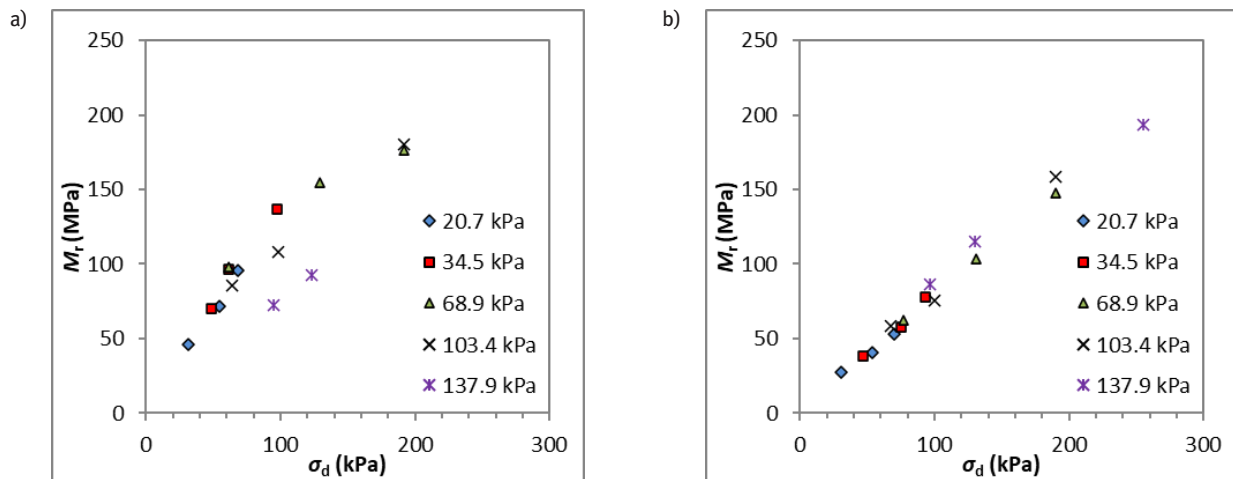 a)
250
200
150
100
50
0
0 100 200 300
Mr (MPa)
σd (kPa)
20.7 kPa
34.5 kPa
68.9 kPa
103.4 kPa
137.9 kPa
b)
250
200
150
100
50
0
0 100 200 300
Mr (MPa)
σd (kPa)
20.7 kPa
34.5 kPa
68.9 kPa
103.4 kPa
137.9 kPa